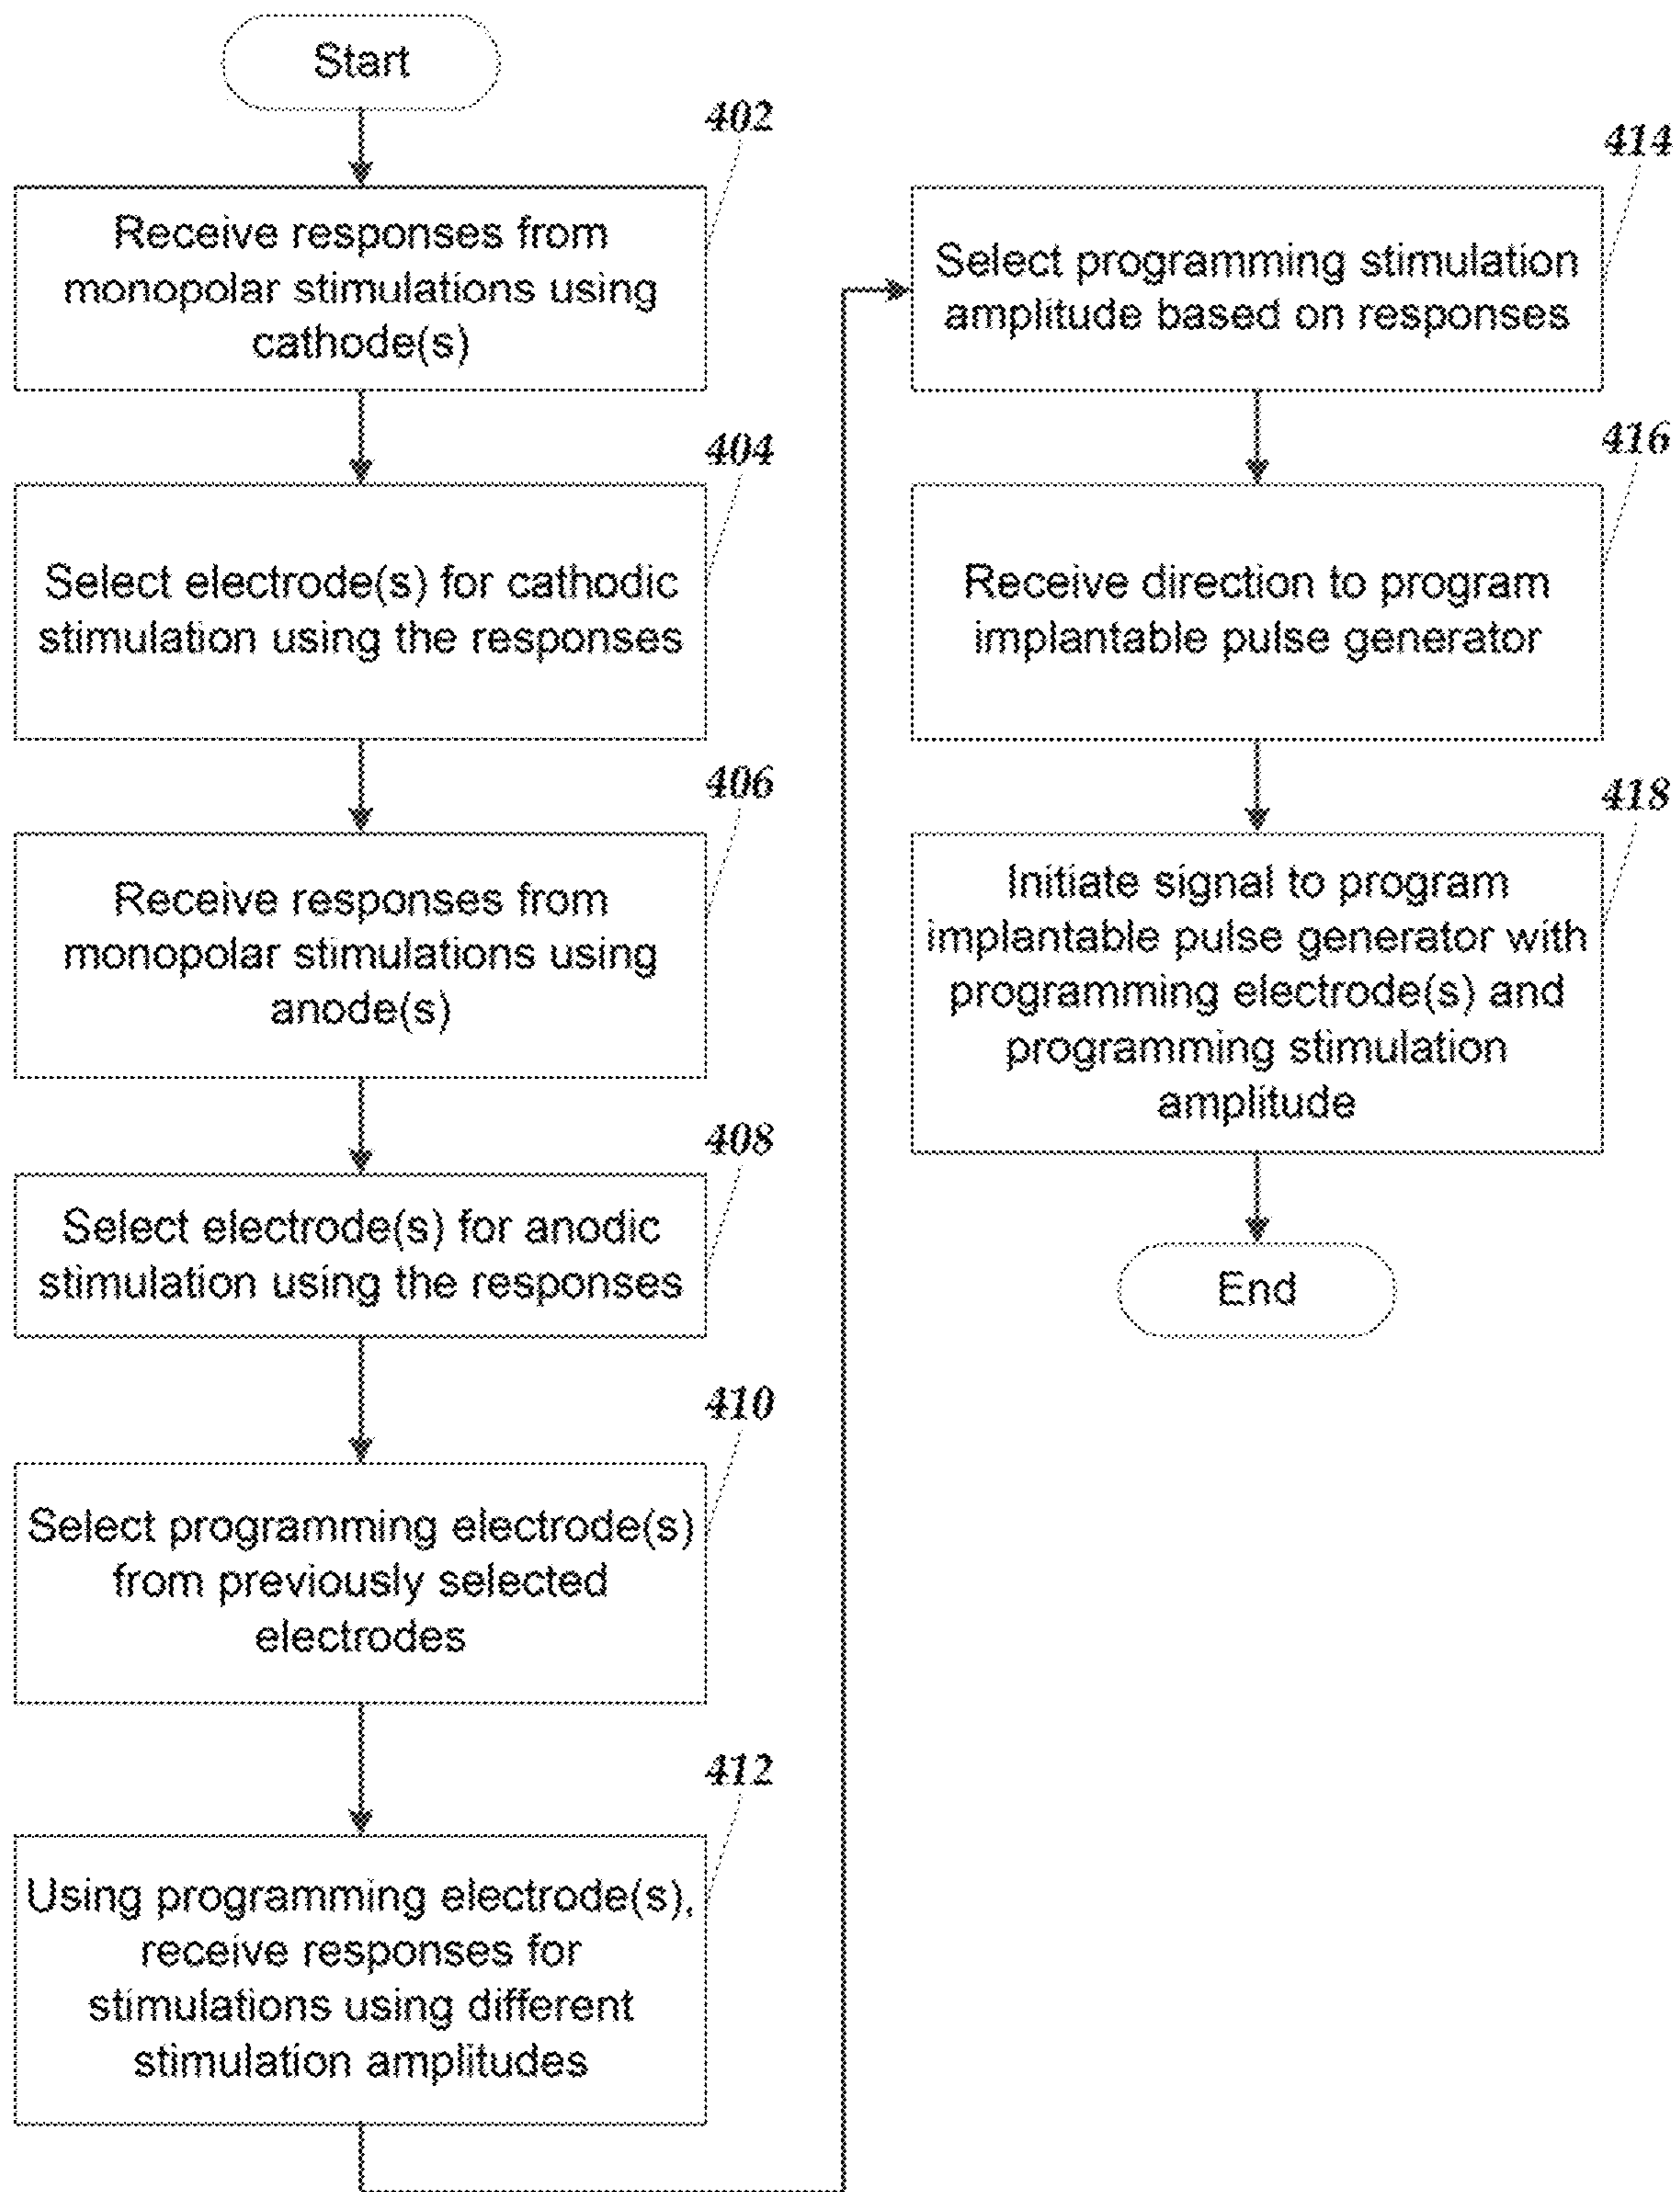 Start
402
Receive responses from
monopolar stimulations using
cathode(s)
404
Select electrode(s) for cathodic
stimulation using the responses
406
Receive responses from
monopolar stimulations using
anode(s)
408
Select electrode(s) for anodic
stimulation using the responses
410
Select programming electrode(s)
from previously selected
electrodes
412
Using programming electrode(s),
receive responses for
stimulations using different
stimulation amplitudes
414
Select programming stimulation
amplitude based on responses
416
Receive direction to program
implantable pulse generator
418
Initiate signal to program
implantable pulse generator with
programming electrode(s) and
programming stimulation
amplitude
End